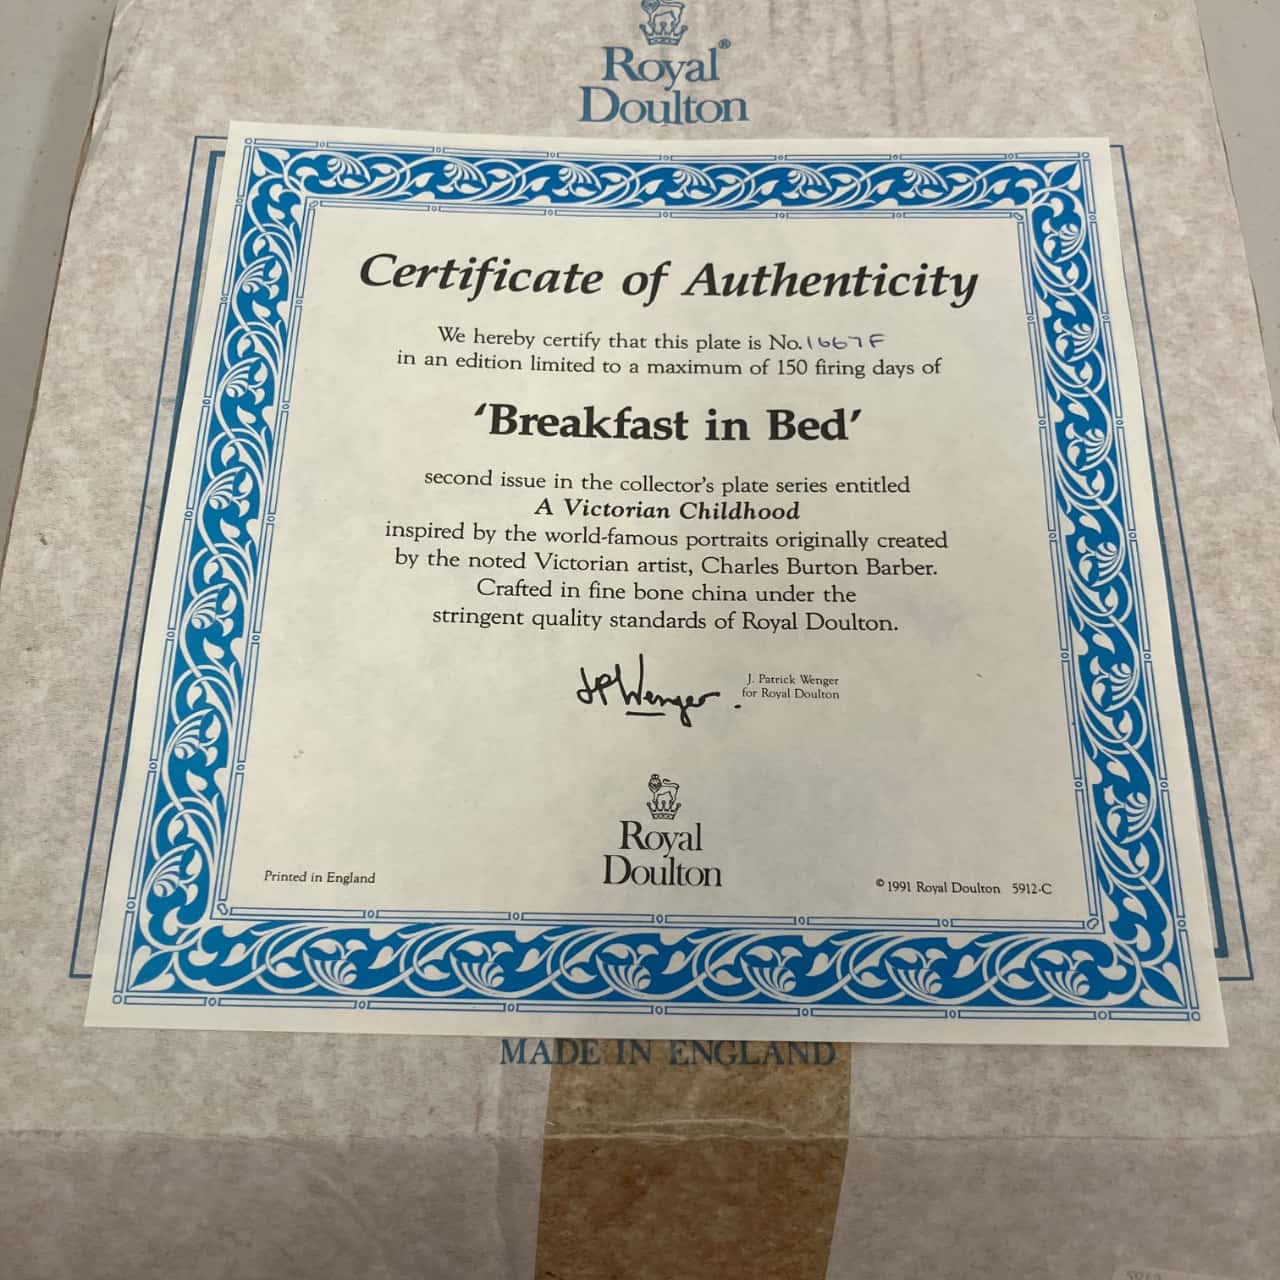 Royal®
Doulton
Certificate of Authenticity
We hereby certify that this plate is No. 1667F
in an edition limited to a maximum of 150 firing days of
‘Breakfast in Bed’
second issue in the collector's plate series entitled
A Victorian Childhood
inspired by the world-famous portraits originally created
by the noted Victorian artist, Charles Burton Barber.
Crafted in fine bone china under the
stringent quality standards of Royal Doulton.
JPWenger.
J. Patrick Wenger
for Royal Doulton
Royal
Doulton
Printed in England
© 1991 Royal Doulton 5912-C
MADE IN ENGLAND